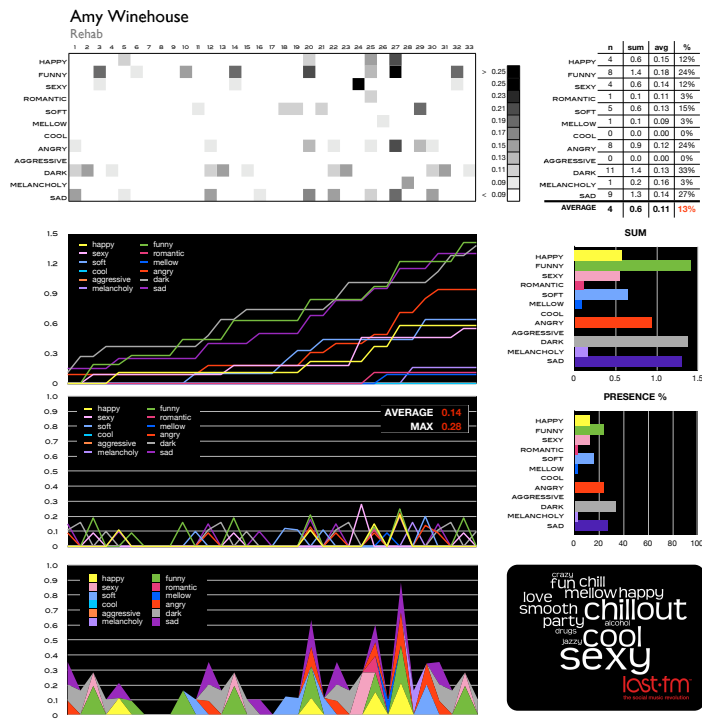 Amy Winehouse
Rehab
1 2 3 4 5 6 7 8 9 10 11 12 13 14 15 16 17 18 19 20 21 22 23 24 25 26 27 28 29 30 31 32 33
HAPPY
FUNNY
SEXY
ROMANTIC
SOFT
MELLOW
COOL
ANGRY
AGGRESSIVE
DARK
MELANCHOLY
SAD
> 0.25
0.25
0.23
0.21
0.19
0.17
0.15
0.13
0.11
0.09
< 0.09
n sum avg %
HAPPY 4 0.6 0.15 12%
FUNNY 8 1.4 0.18 24%
SEXY 4 0.6 0.14 12%
ROMANTIC 1 0.1 0.11 3%
SOFT 5 0.6 0.13 15%
MELLOW 1 0.1 0.09 3%
COOL 0 0.0 0.00 0%
ANGRY 8 0.9 0.12 24%
AGGRESSIVE 0 0.0 0.00 0%
DARK 11 1.4 0.13 33%
MELANCHOLY 1 0.2 0.16 3%
SAD 9 1.3 0.14 27%
AVERAGE 4 0.6 0.11 13%
1.5
1.2
0.9
0.6
0.3
0
happy funny
sexy romantic
soft mellow
cool angry
aggressive dark
melancholy sad
SUM
HAPPY
FUNNY
SEXY
ROMANTIC
SOFT
MELLOW
COOL
ANGRY
AGGRESSIVE
DARK
MELANCHOLY
SAD
0 0.5 1.0 1.5
1.0
0.9
0.8
0.7
0.6
0.5
0.4
0.3
0.2
0.1
0
happy funny
sexy romantic
soft mellow
cool angry
aggressive dark
melancholy sad
AVERAGE 0.14
MAX 0.28
PRESENCE %
HAPPY
FUNNY
SEXY
ROMANTIC
SOFT
MELLOW
COOL
ANGRY
AGGRESSIVE
DARK
MELANCHOLY
SAD
0 20 40 60 80 100
1.0
0.9
0.8
0.7
0.6
0.5
0.4
0.3
0.2
0.1
0
happy funny
sexy romantic
soft mellow
cool angry
aggressive dark
melancholy sad
crazy
fun chill
love mellow happy
smooth chillout
party alcohol
drugs cool
jazzy
sexy
last·fm
the social music revolution